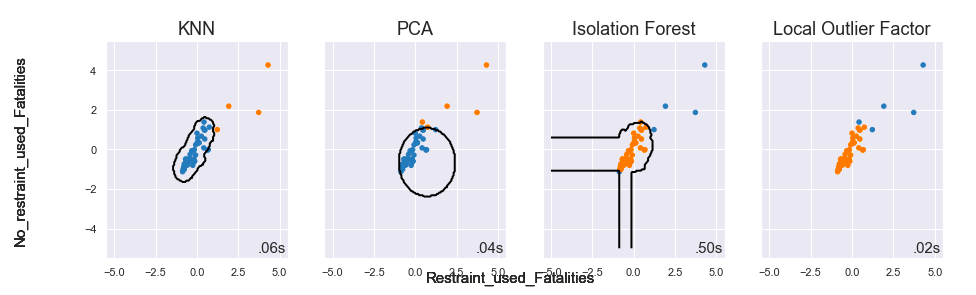 KNN PCA Isolation Forest Local Outlier Factor
No_restraint_used_Fatalities
4
2
0
−2
−4
.06s .04s .50s .02s
−5.0 −2.5 0.0 2.5 5.0 −5.0 −2.5 0.0 2.5 5.0 −5.0 −2.5 0.0 2.5 5.0 −5.0 −2.5 0.0 2.5 5.0
Restraint_used_Fatalities